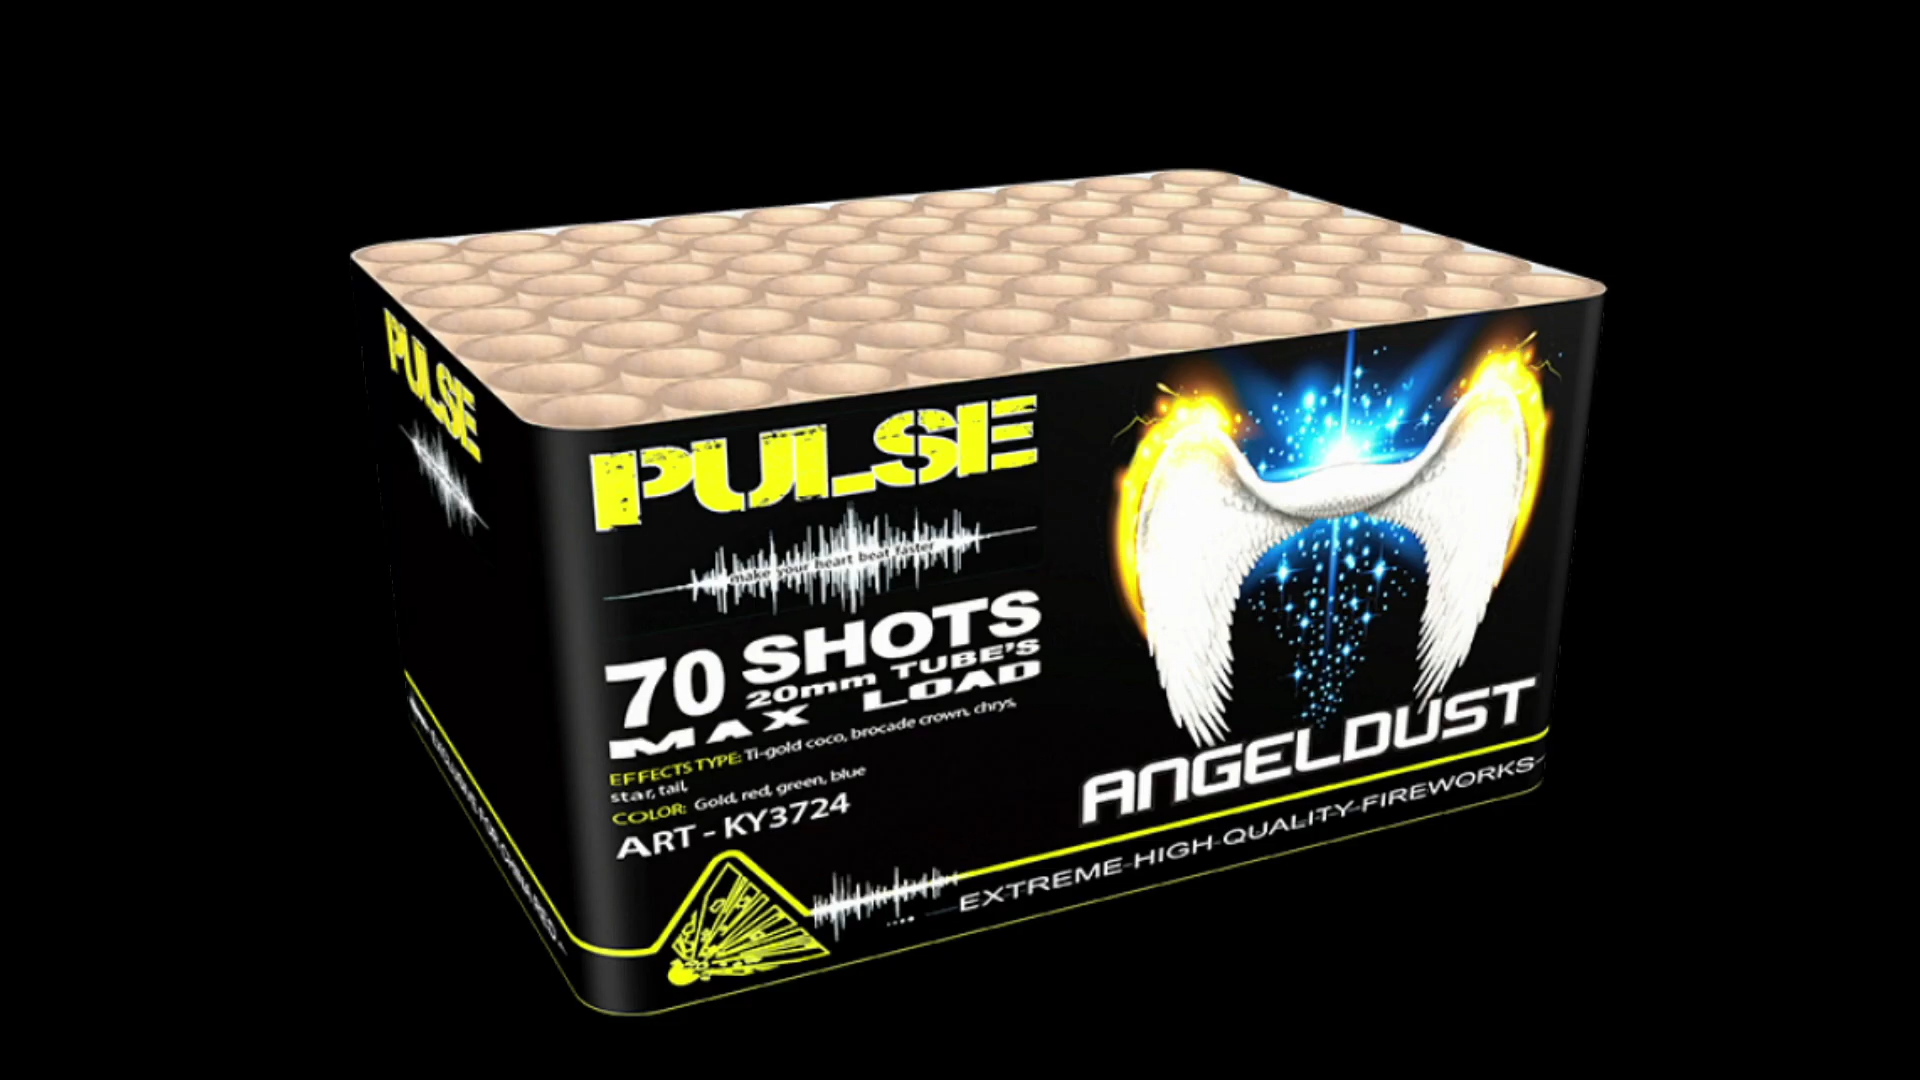 PULSE
PULSE
make your heart beat faster
70 SHOTS
20mm TUBE'S
MAX LOAD
EFFECTS TYPE: Ti-gold coco, brocade crown, chrys,
star, tail,
COLOR: Gold, red, green, blue
ART - KY3724
ANGELDUST
EXTREME-HIGH-QUALITY-FIREWORKS-